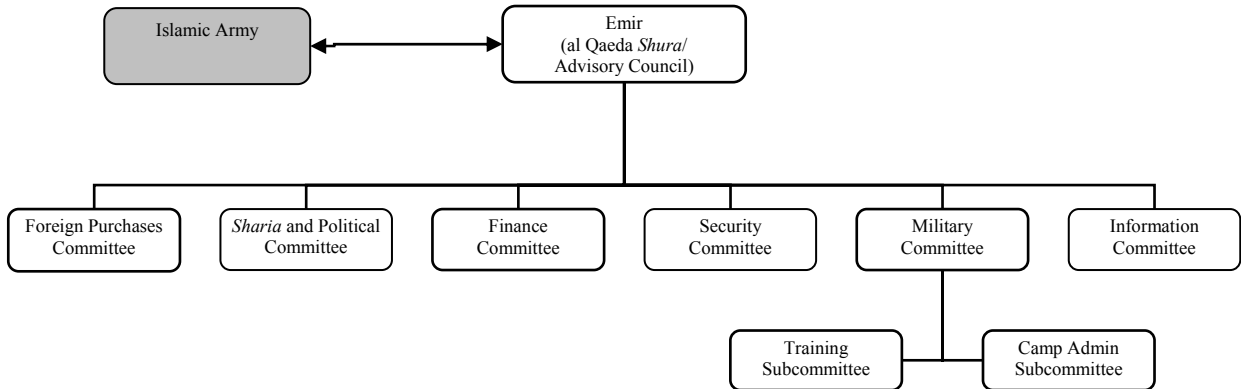 Islamic Army
Emir
(al Qaeda Shura/
Advisory Council)
Foreign Purchases
Committee
Sharia and Political
Committee
Finance
Committee
Security
Committee
Military
Committee
Information
Committee
Training
Subcommittee
Camp Admin
Subcommittee